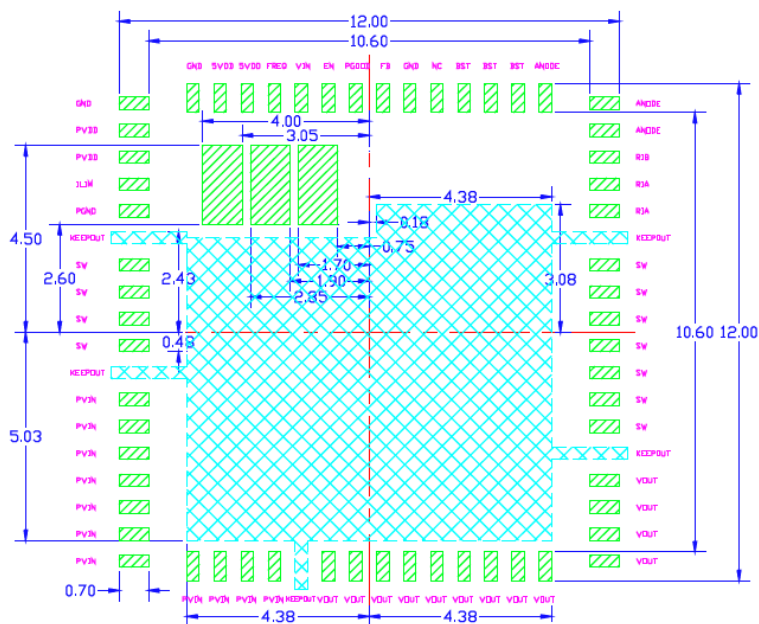 12.00
10.60
GND 5VDD 5VDD FREQ VIN EN PGOOD FB GND NC BST BST BST ANODE
GND
ANODE
PVDD
ANODE
4.00
3.05
PVDD
RIB
ILIM
RIA
PGND
RIA
4.38
0.18
KEEPOUT
KEEPOUT
0.75
4.50
2.60
2.43
1.70
1.90
2.85
3.08
SW
SW
SW
SW
SW
SW
SW
SW
10.60
12.00
0.48
KEEPOUT
SW
PVIN
SW
PVIN
SW
5.03
PVIN
KEEPOUT
PVIN
VOUT
PVIN
VOUT
PVIN
VOUT
PVIN
VOUT
0.70
PVIN PVIN PVIN PVIN KEEPOUT VOUT VOUT VOUT VOUT VOUT VOUT VOUT VOUT VOUT
4.38
4.38